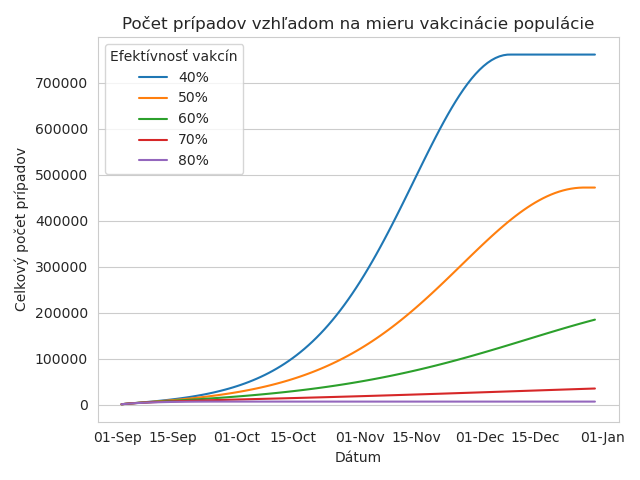 Počet prípadov vzhľadom na mieru vakcinácie populácie
Efektívnosť vakcín
40%
50%
60%
70%
80%
Celkový počet prípadov
700000
600000
500000
400000
300000
200000
100000
0
01-Sep 15-Sep 01-Oct 15-Oct 01-Nov 15-Nov 01-Dec 15-Dec 01-Jan
Dátum